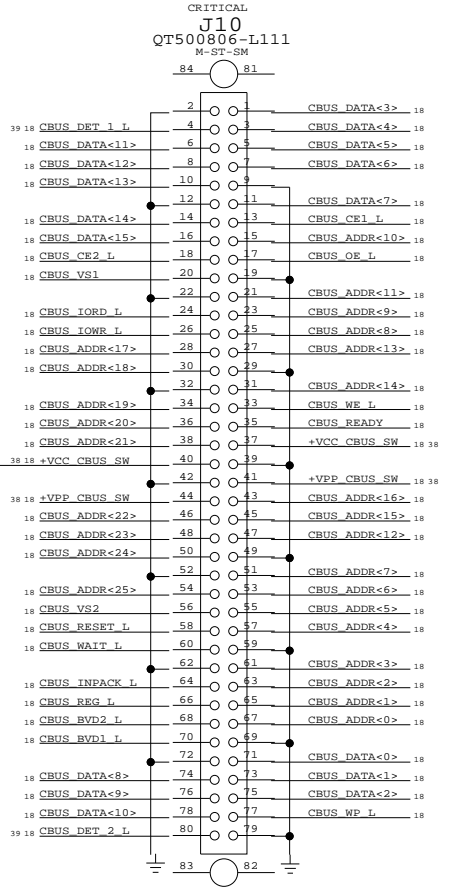 CRITICAL
J10
QT500806-L111
M-ST-SM
84 81
2 1 CBUS_DATA<3> 18
39 18 CBUS_DET_1_L 4 3 CBUS_DATA<4> 18
18 CBUS_DATA<11> 6 5 CBUS_DATA<5> 18
18 CBUS_DATA<12> 8 7 CBUS_DATA<6> 18
18 CBUS_DATA<13> 10 9
12 11 CBUS_DATA<7> 18
18 CBUS_DATA<14> 14 13 CBUS_CE1_L 18
18 CBUS_DATA<15> 16 15 CBUS_ADDR<10> 18
18 CBUS_CE2_L 18 17 CBUS_OE_L 18
18 CBUS_VS1 20 19
22 21 CBUS_ADDR<11> 18
18 CBUS_IORD_L 24 23 CBUS_ADDR<9> 18
18 CBUS_IOWR_L 26 25 CBUS_ADDR<8> 18
18 CBUS_ADDR<17> 28 27 CBUS_ADDR<13> 18
18 CBUS_ADDR<18> 30 29
32 31 CBUS_ADDR<14> 18
18 CBUS_ADDR<19> 34 33 CBUS_WE_L 18
18 CBUS_ADDR<20> 36 35 CBUS_READY 18
18 CBUS_ADDR<21> 38 37 +VCC_CBUS_SW 18 38
38 18 +VCC_CBUS_SW 40 39
42 41 +VPP_CBUS_SW 18 38
38 18 +VPP_CBUS_SW 44 43 CBUS_ADDR<16> 18
18 CBUS_ADDR<22> 46 45 CBUS_ADDR<15> 18
18 CBUS_ADDR<23> 48 47 CBUS_ADDR<12> 18
18 CBUS_ADDR<24> 50 49
52 51 CBUS_ADDR<7> 18
18 CBUS_ADDR<25> 54 53 CBUS_ADDR<6> 18
18 CBUS_VS2 56 55 CBUS_ADDR<5> 18
18 CBUS_RESET_L 58 57 CBUS_ADDR<4> 18
18 CBUS_WAIT_L 60 59
62 61 CBUS_ADDR<3> 18
18 CBUS_INPACK_L 64 63 CBUS_ADDR<2> 18
18 CBUS_REG_L 66 65 CBUS_ADDR<1> 18
18 CBUS_BVD2_L 68 67 CBUS_ADDR<0> 18
18 CBUS_BVD1_L 70 69
72 71 CBUS_DATA<0> 18
18 CBUS_DATA<8> 74 73 CBUS_DATA<1> 18
18 CBUS_DATA<9> 76 75 CBUS_DATA<2> 18
18 CBUS_DATA<10> 78 77 CBUS_WP_L 18
39 18 CBUS_DET_2_L 80 79
83 82